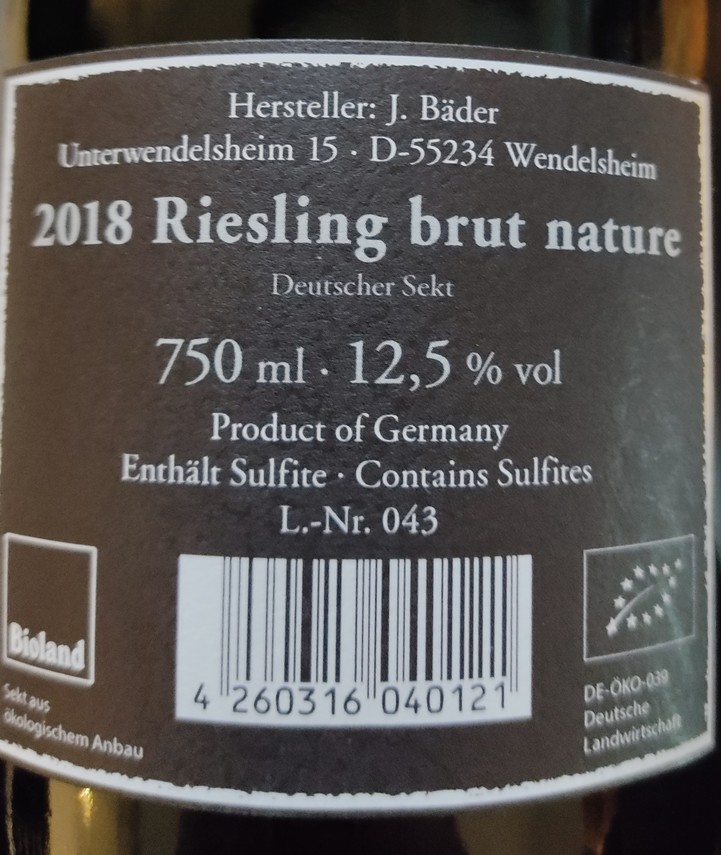 Hersteller: J. Bäder
Unterwendelsheim 15 · D-55234 Wendelsheim
2018 Riesling brut nature
Deutscher Sekt
750 ml · 12,5 % vol
Product of Germany
Enthält Sulfite · Contains Sulfites
L.-Nr. 043
Bioland
Sekt aus
ökologischem Anbau
4 260316 040121
DE-ÖKO-039
Deutsche
Landwirtschaft